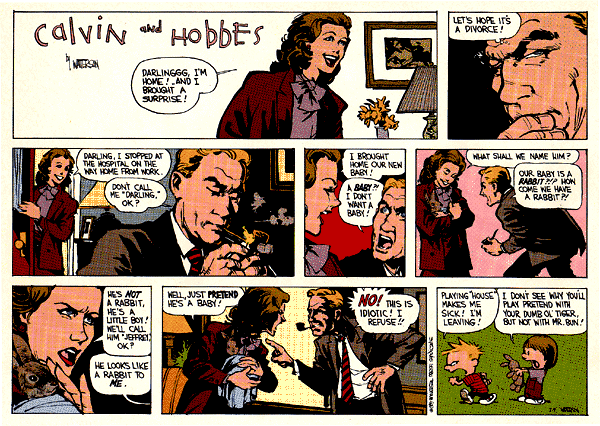 CALVIN and HOBBES
by WATTERSON
DARLINGGG, I'M
HOME! AND I
BROUGHT A
SURPRISE!
LET'S HOPE IT'S
A DIVORCE!
DARLING, I STOPPED AT
THE HOSPITAL ON THE
WAY HOME FROM WORK.
DON'T CALL
ME "DARLING,"
OK?
I BROUGHT
HOME OUR NEW
BABY!
A BABY?!
I DON'T
WANT A
BABY!
WHAT SHALL WE NAME HIM?
OUR BABY IS A
RABBIT?!? HOW
COME WE HAVE
A RABBIT?!
HE'S NOT
A RABBIT,
HE'S A
LITTLE BOY!
WE'LL CALL
HIM "JEFFREY,"
OK?
HE LOOKS LIKE
A RABBIT TO
ME.
WELL, JUST PRETEND
HE'S A BABY!
NO! THIS IS
IDIOTIC! I
REFUSE!!
PLAYING "HOUSE"
MAKES ME
SICK! I'M
LEAVING!
I DON'T SEE WHY YOU'LL
PLAY PRETEND WITH
YOUR DUMB OL' TIGER,
BUT NOT WITH MR. BUN!